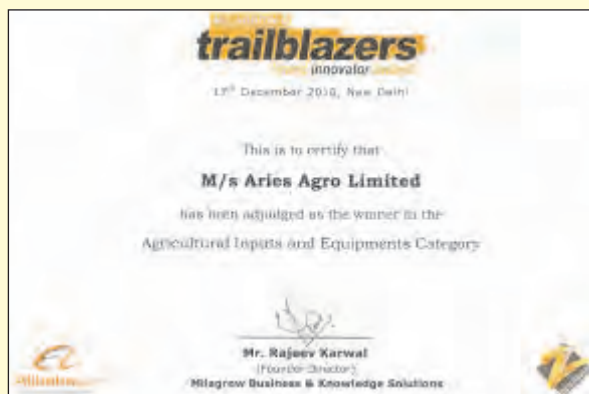 trailblazers
innovator
17th December 2010, New Delhi
This is to certify that
M/s Aries Agro Limited
has been adjudged as the winner in the
Agricultural Inputs and Equipments Category
Mr. Rajeev Karwal
(Founder Director)
Milagrow Business & Knowledge Solutions